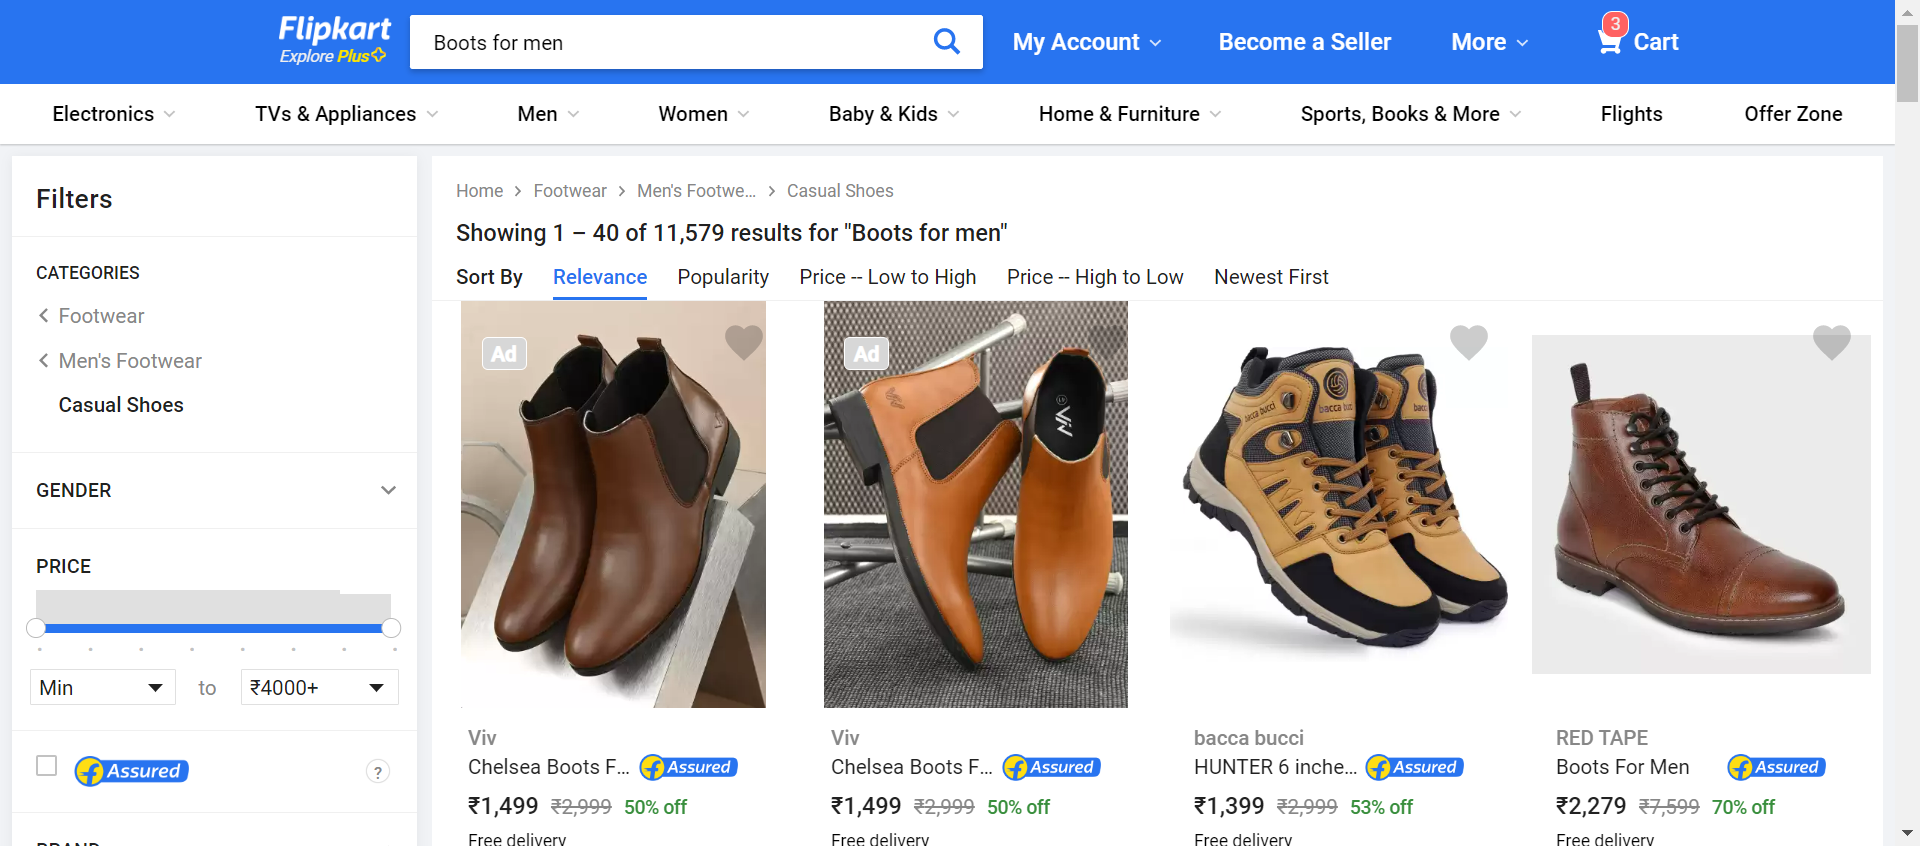 Flipkart
Explore Plus
Boots for men
My Account
Become a Seller
More
3
Cart
Electronics
TVs & Appliances
Men
Women
Baby & Kids
Home & Furniture
Sports, Books & More
Flights
Offer Zone
Filters
CATEGORIES
Footwear
Men's Footwear
Casual Shoes
GENDER
PRICE
Min to ₹4000+
Assured
?
Home
Footwear
Men's Footwe...
Casual Shoes
Showing 1 – 40 of 11,579 results for "Boots for men"
Sort By
Relevance
Popularity
Price -- Low to High
Price -- High to Low
Newest First
Ad
Viv
Chelsea Boots F...
Assured
₹1,499 ₹2,999 50% off
Free delivery
Ad
Viv
Chelsea Boots F...
Assured
₹1,499 ₹2,999 50% off
Free delivery
bacca bucci
bacca bucci
HUNTER 6 inche...
Assured
₹1,399 ₹2,999 53% off
Free delivery
RED TAPE
Boots For Men
Assured
₹2,279 ₹7,599 70% off
Free delivery